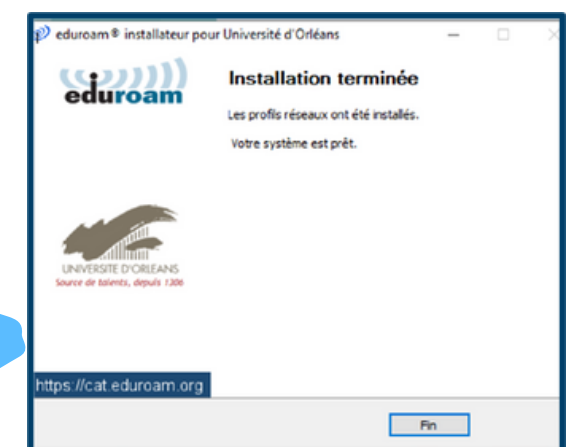 eduroam® installateur pour Université d'Orléans
eduroam
Installation terminée
Les profils réseaux ont été installés.
Votre système est prêt.
UNIVERSITE D'ORLEANS
Source de talents, depuis 1306
https://cat.eduroam.org
Fin